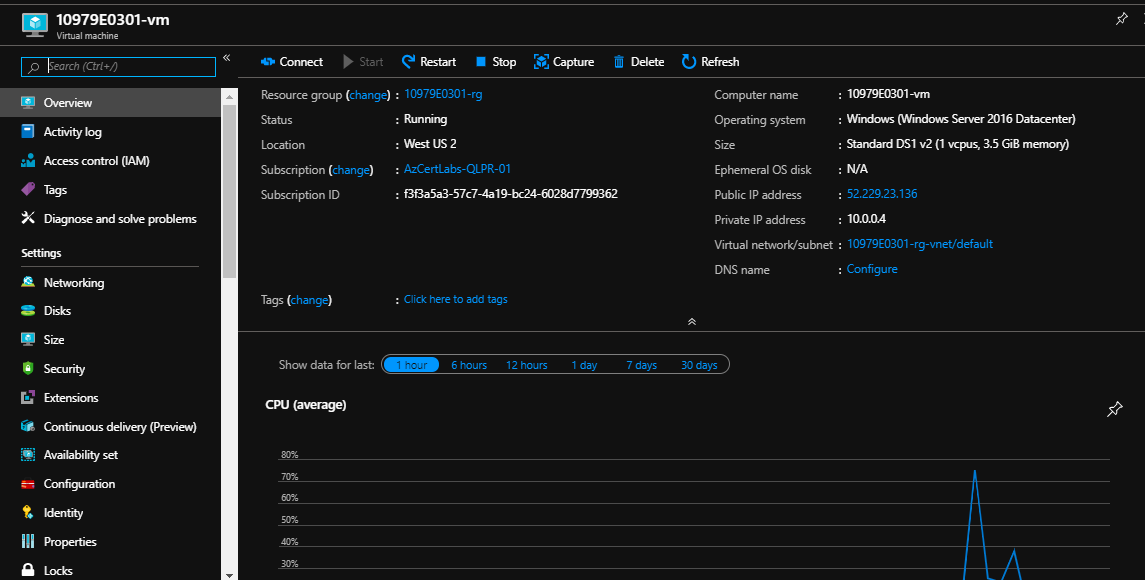 10979E0301-vm
Virtual machine
Search (Ctrl+/)
«
Overview
Activity log
Access control (IAM)
Tags
Diagnose and solve problems
Settings
Networking
Disks
Size
Security
Extensions
Continuous delivery (Preview)
Availability set
Configuration
Identity
Properties
Locks
Connect Start Restart Stop Capture Delete Refresh
Resource group (change) : 10979E0301-rg
Status : Running
Location : West US 2
Subscription (change) : AzCertLabs-QLPR-01
Subscription ID : f3f3a5a3-57c7-4a19-bc24-6028d7799362
Computer name : 10979E0301-vm
Operating system : Windows (Windows Server 2016 Datacenter)
Size : Standard DS1 v2 (1 vcpus, 3.5 GiB memory)
Ephemeral OS disk : N/A
Public IP address : 52.229.23.136
Private IP address : 10.0.0.4
Virtual network/subnet : 10979E0301-rg-vnet/default
DNS name : Configure
Tags (change) : Click here to add tags
Show data for last: 1 hour 6 hours 12 hours 1 day 7 days 30 days
CPU (average)
80%
70%
60%
50%
40%
30%